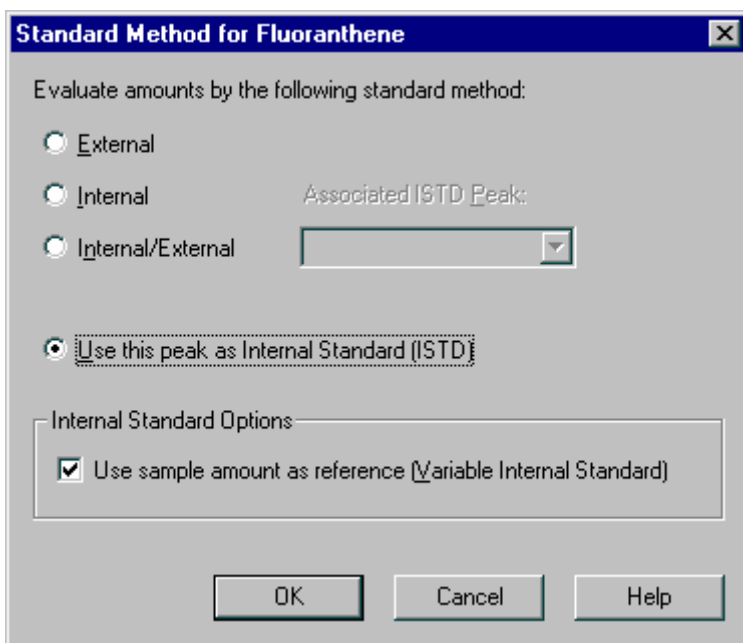 Standard Method for Fluoranthene
Evaluate amounts by the following standard method:
External
Internal
Associated ISTD Peak:
Internal/External
Use this peak as Internal Standard (ISTD)
Internal Standard Options
Use sample amount as reference (Variable Internal Standard)
OK Cancel Help